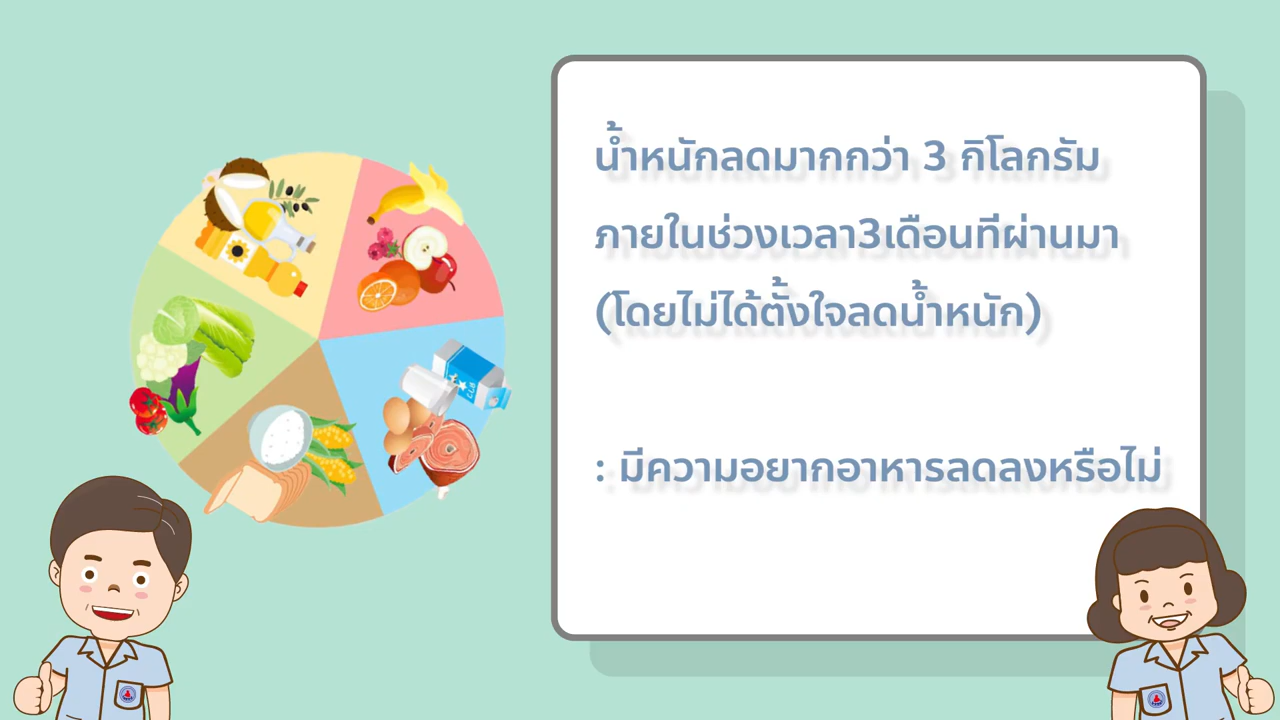 น้ำหนักลดมากกว่า 3 กิโลกรัม
ภายในช่วงเวลา3เดือนทีผ่านมา
(โดยไม่ได้ตั้งใจลดน้ำหนัก)
: มีความอยากอาหารลดลงหรือไม่